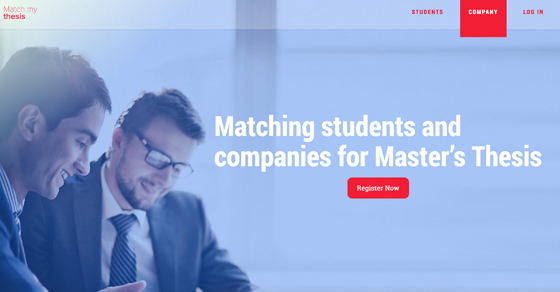 Match my
thesis
STUDENTS
COMPANY
LOG IN
Matching students and
companies for Master's Thesis
Register Now